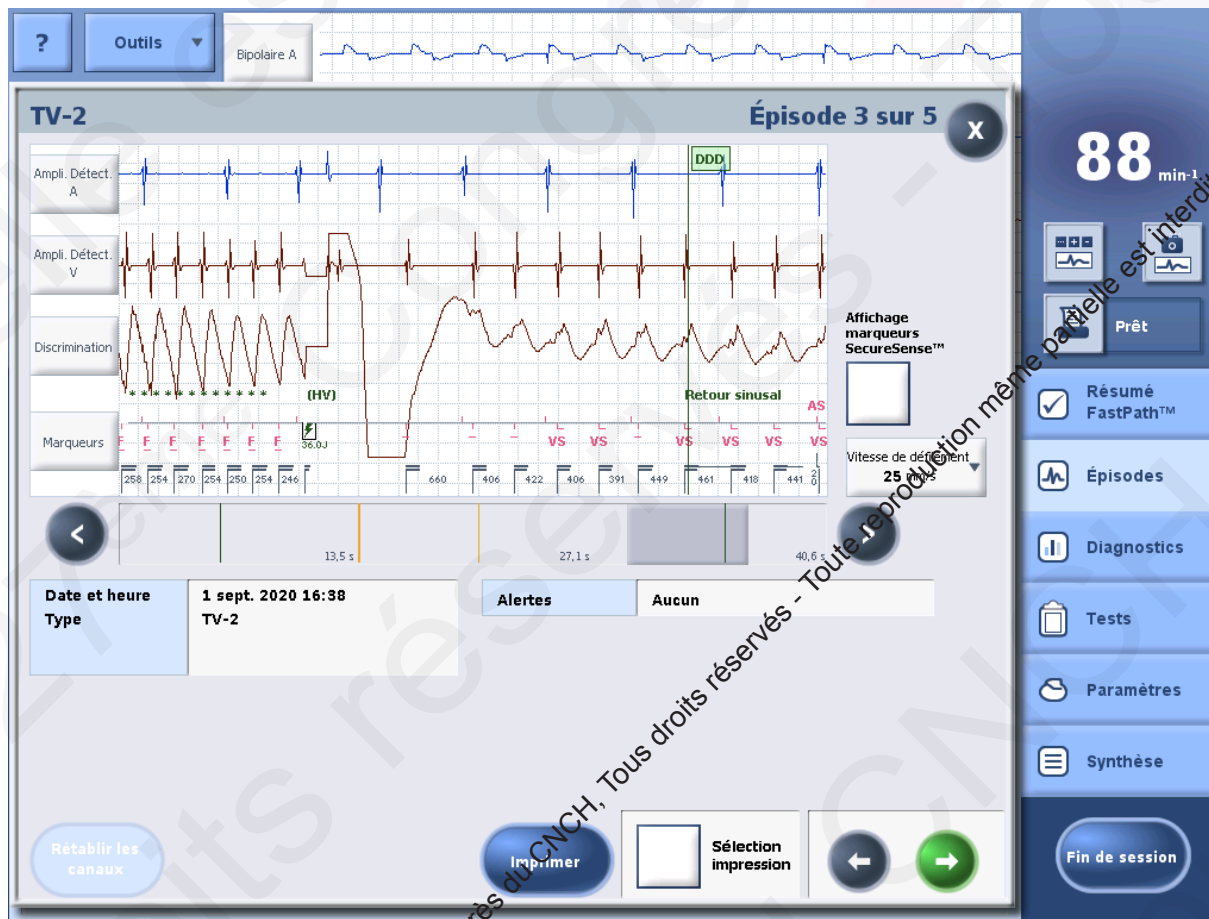 ?
Outils
Bipolaire A
TV-2
Épisode 3 sur 5
X
DDD
Ampli. Détect.
A
Ampli. Détect.
V
Discrimination
* * * * * * * * * * *
(HV)
Retour sinusal
AS
Marqueurs
F F F F F F F
36.0J
VS VS VS VS VS VS
258 254 270 254 250 254 246 660 406 422 406 391 449 461 418 441
13,5 s
27,1 s
40,6 s
Affichage
marqueurs
SecureSense™
Vitesse de défilement
25 mm/s
Date et heure
1 sept. 2020 16:38
Type
TV-2
Alertes
Aucun
Rétablir les
canaux
Imprimer
Sélection
impression
88
min-1
Prêt
Résumé
FastPath™
Épisodes
Diagnostics
Tests
Paramètres
Synthèse
Fin de session
rès du CNCH, Tous droits réservés - Toute reproduction même partielle est interdit